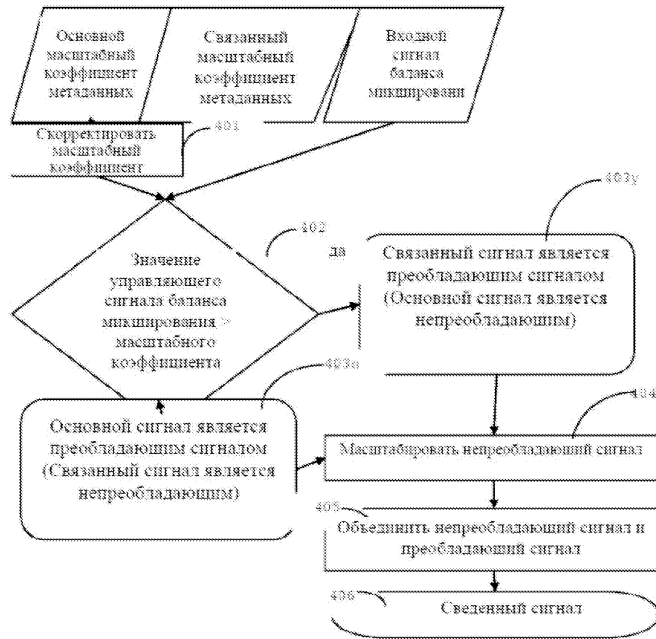 Основной
масштабный
коэффициент
метаданных
Связанный
масштабный
коэффициент
метаданных
Входной
сигнал
баланса
микшировани
Скорректировать
масштабный
коэффициент
401
402
да
403y
Значение
управляющего
сигнала баланса
микширования >
масштабного
коэффициента
Связанный сигнал является
преобладающим сигналом
(Основной сигнал является
непреобладающим)
403n
Основной сигнал является
преобладающим сигналом
(Связанный сигнал является
непреобладающим)
404
Масштабировать непреобладающий сигнал
405
Объединить непреобладающий сигнал и
преобладающий сигнал
406
Сведенный сигнал